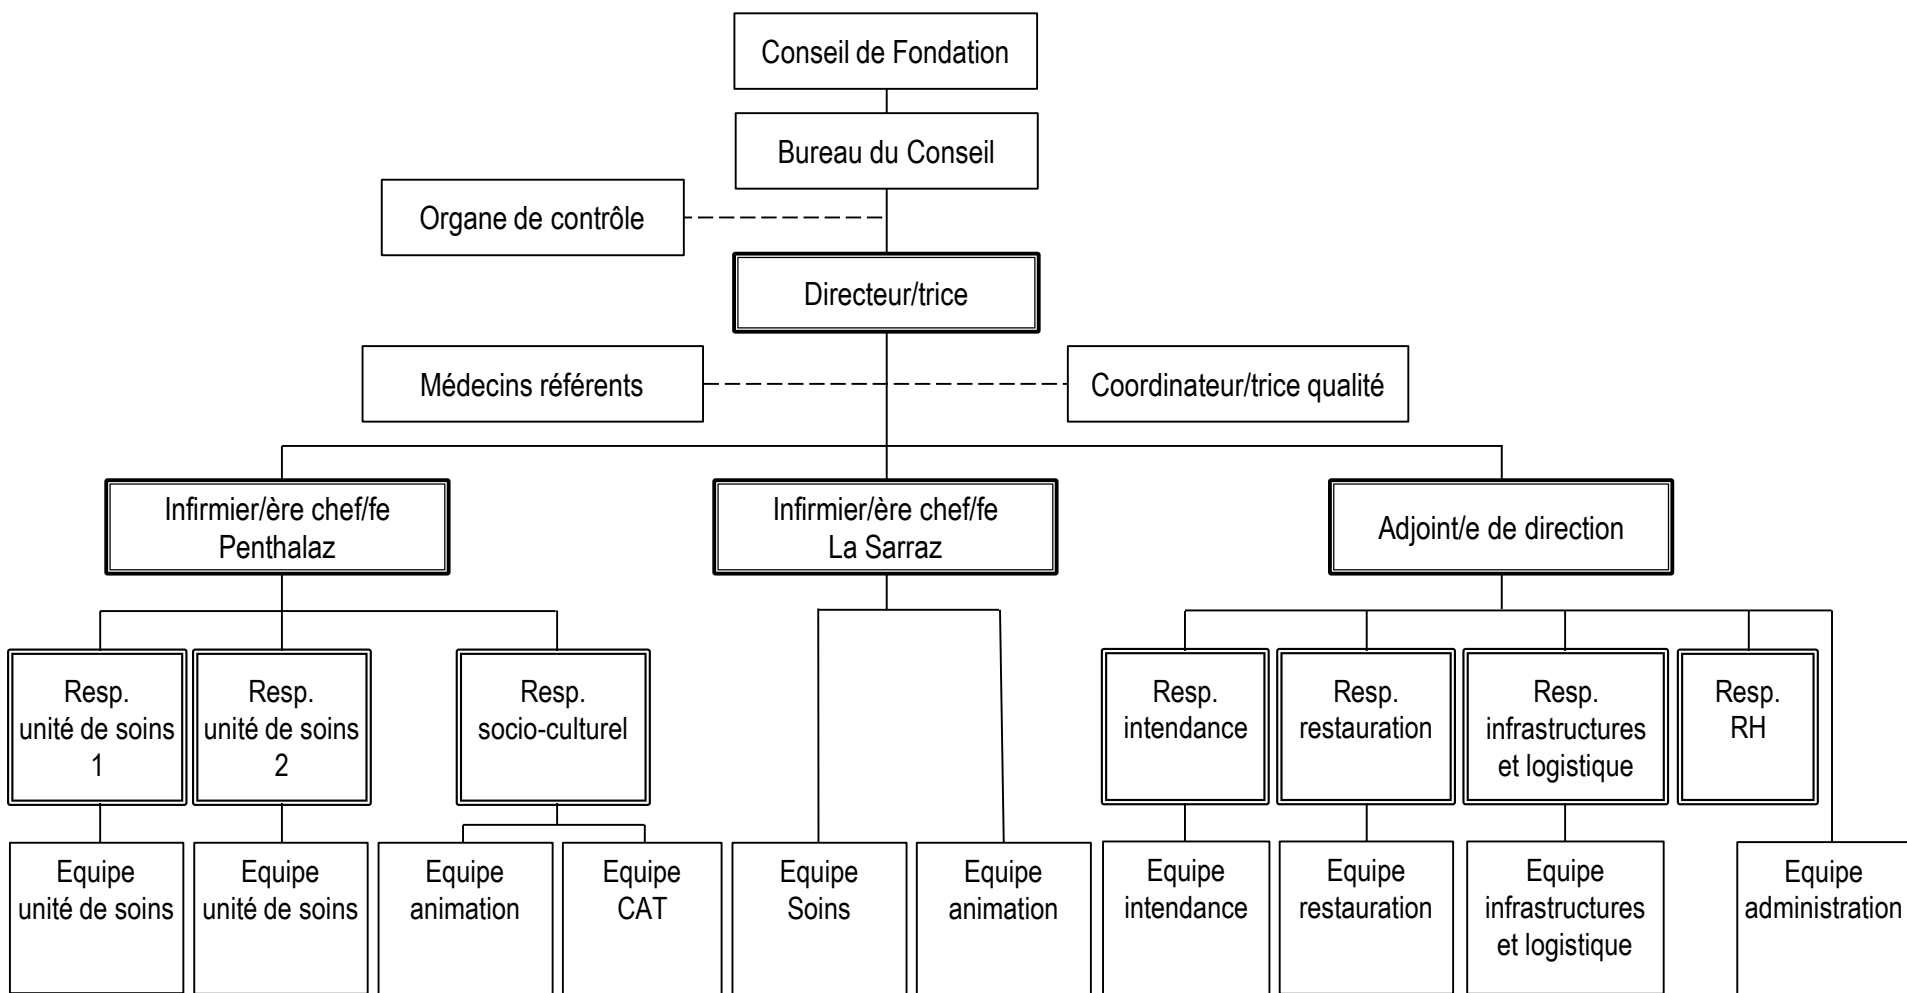 Conseil de Fondation
Bureau du Conseil
Organe de contrôle
Directeur/trice
Médecins référents
Coordinateur/trice qualité
Infirmier/ère chef/fe
Penthalaz
Infirmier/ère chef/fe
La Sarraz
Adjoint/e de direction
Resp.
unité de soins
1
Resp.
unité de soins
2
Resp.
socio-culturel
Resp.
intendance
Resp.
restauration
Resp.
infrastructures
et logistique
Resp.
RH
Equipe
unité de soins
Equipe
unité de soins
Equipe
animation
Equipe
CAT
Equipe
Soins
Equipe
animation
Equipe
intendance
Equipe
restauration
Equipe
infrastructures
et logistique
Equipe
administration